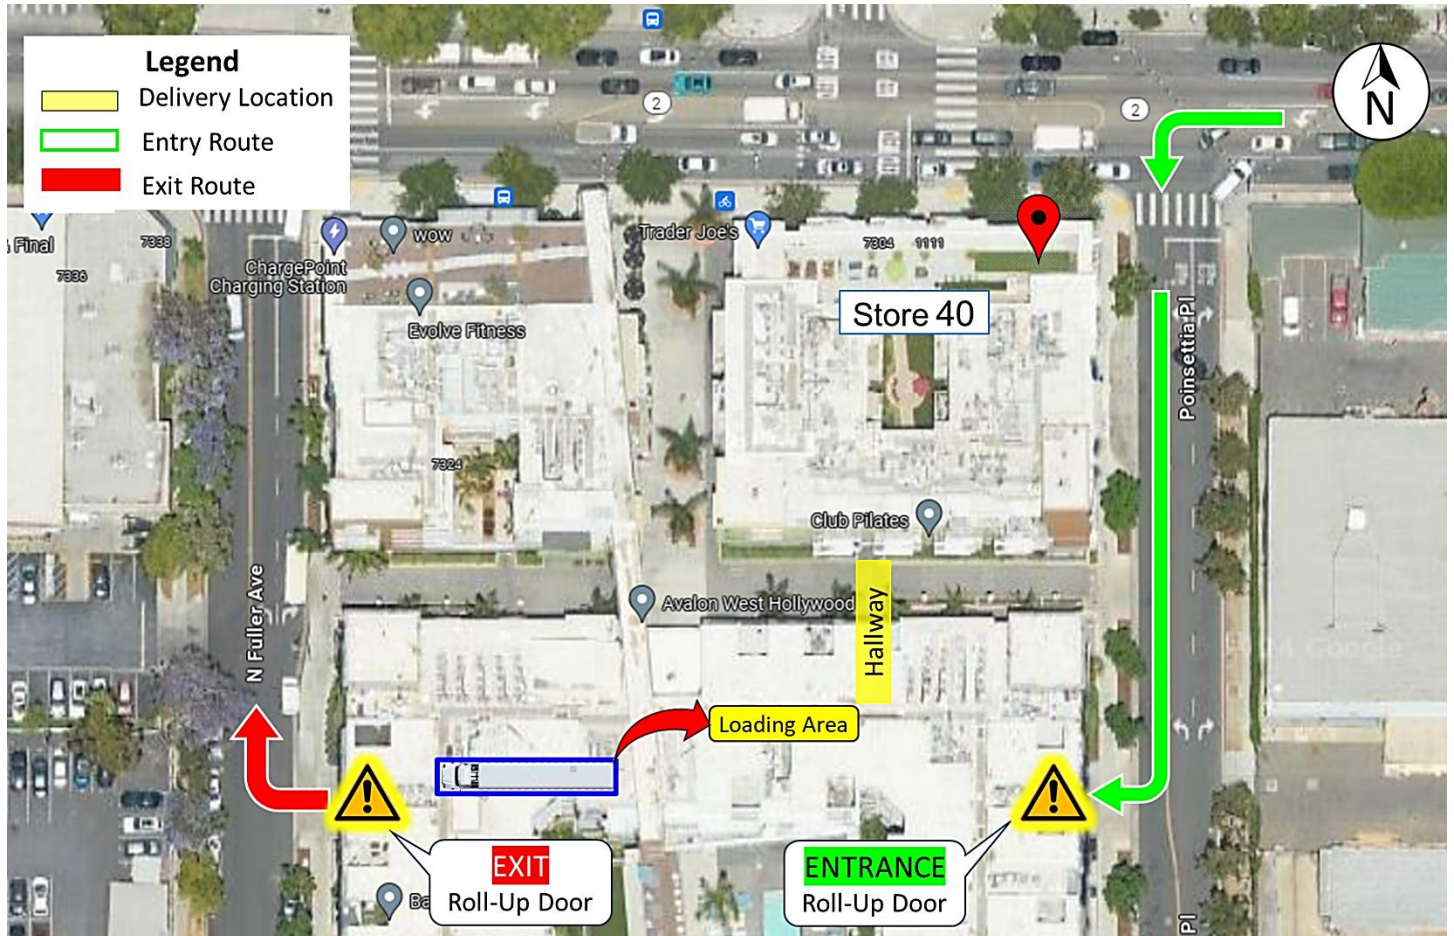 Legend
Delivery Location
Entry Route
Exit Route
N
2
2
Final
7338
7336
ChargePoint
Charging Station
wow
Evolve Fitness
7324
Trader Joe's
7304
1111
Store 40
Poinsettia Pl
Club Pilates
N Fuller Ave
Avalon West Hollywood
Hallway
Loading Area
EXIT
Roll-Up Door
ENTRANCE
Roll-Up Door
Pl